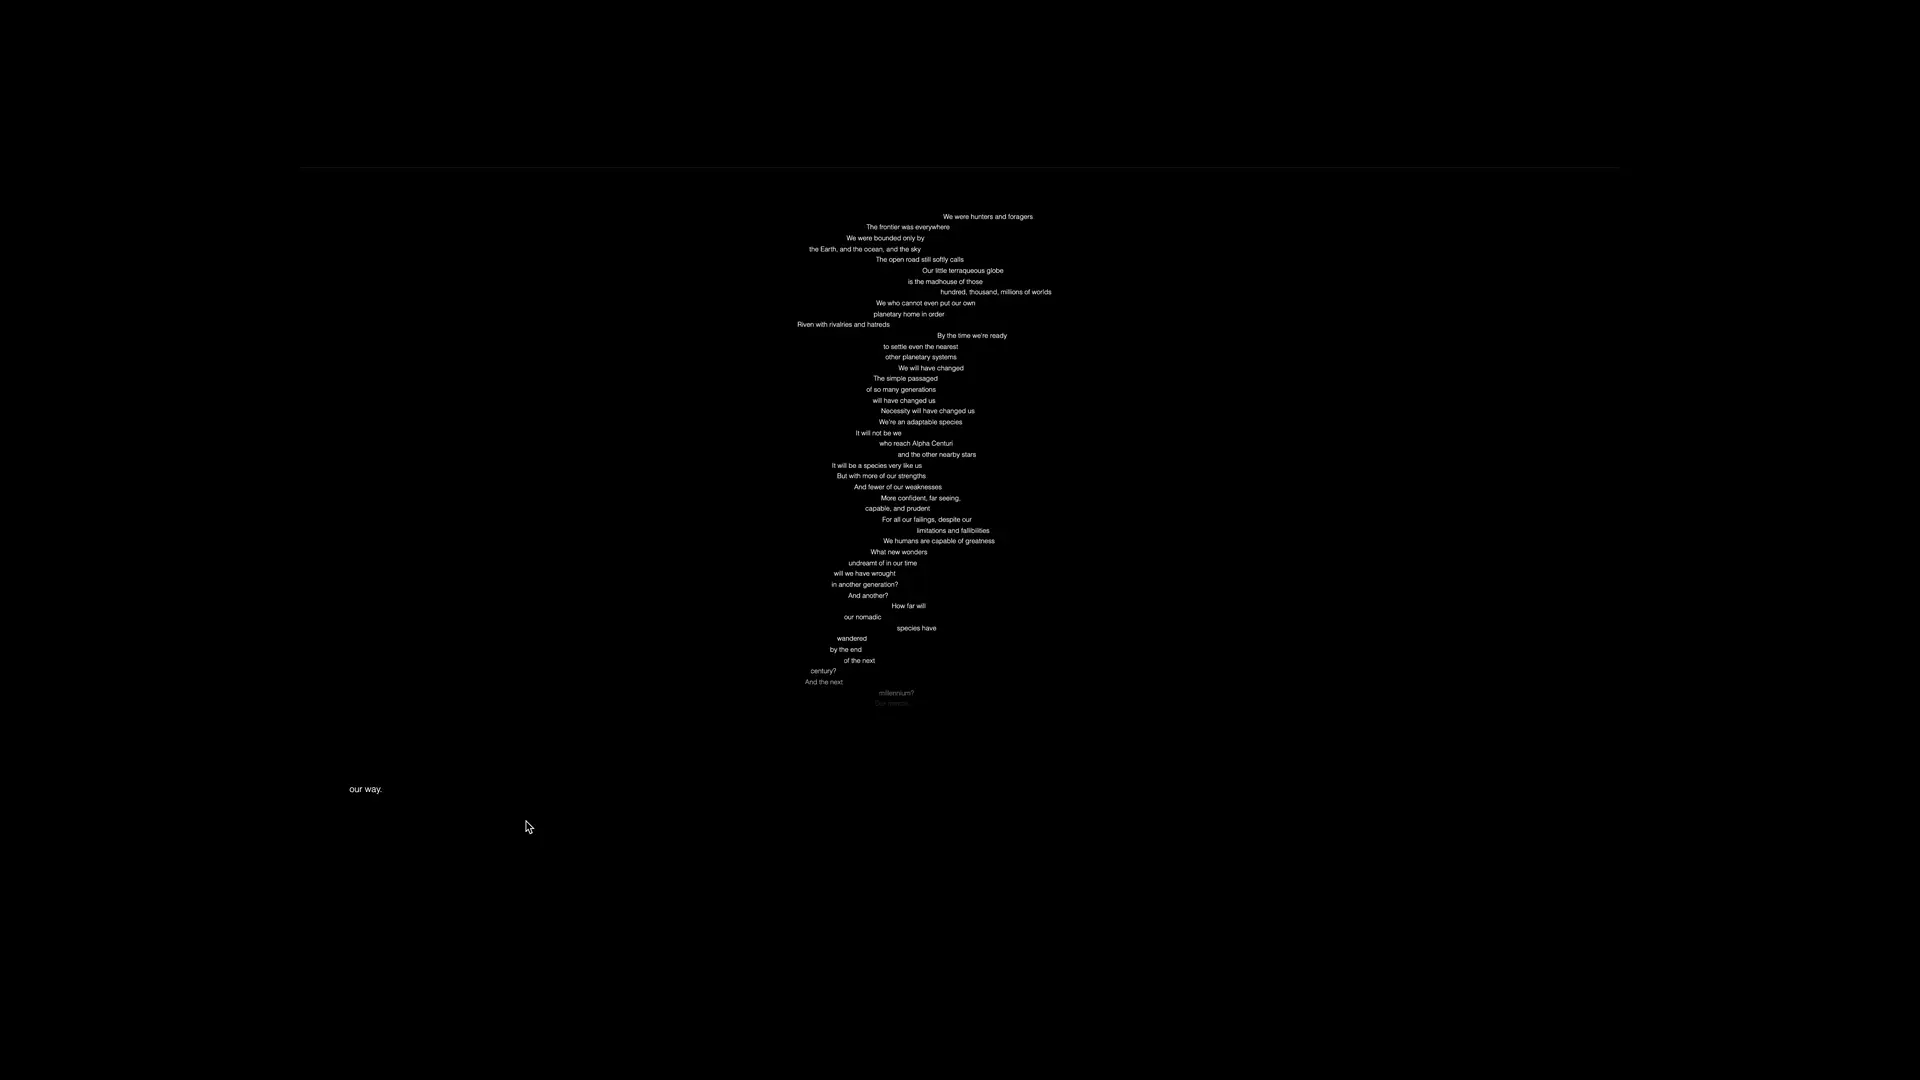 We were hunters and foragers
The frontier was everywhere
We were bounded only by
the Earth, and the ocean, and the sky
The open road still softly calls
Our little terraqueous globe
is the madhouse of those
hundred, thousand, millions of worlds
We who cannot even put our own
planetary home in order
Riven with rivalries and hatreds
By the time we're ready
to settle even the nearest
other planetary systems
We will have changed
The simple passaged
of so many generations
will have changed us
Necessity will have changed us
We're an adaptable species
It will not be we
who reach Alpha Centuri
and the other nearby stars
It will be a species very like us
But with more of our strengths
And fewer of our weaknesses
More confident, far seeing,
capable, and prudent
For all our failings, despite our
limitations and fallibilities
We humans are capable of greatness
What new wonders
undreamt of in our time
will we have wrought
in another generation?
And another?
How far will
our nomadic
species have
wandered
by the end
of the next
century?
And the next
millennium?
our way.